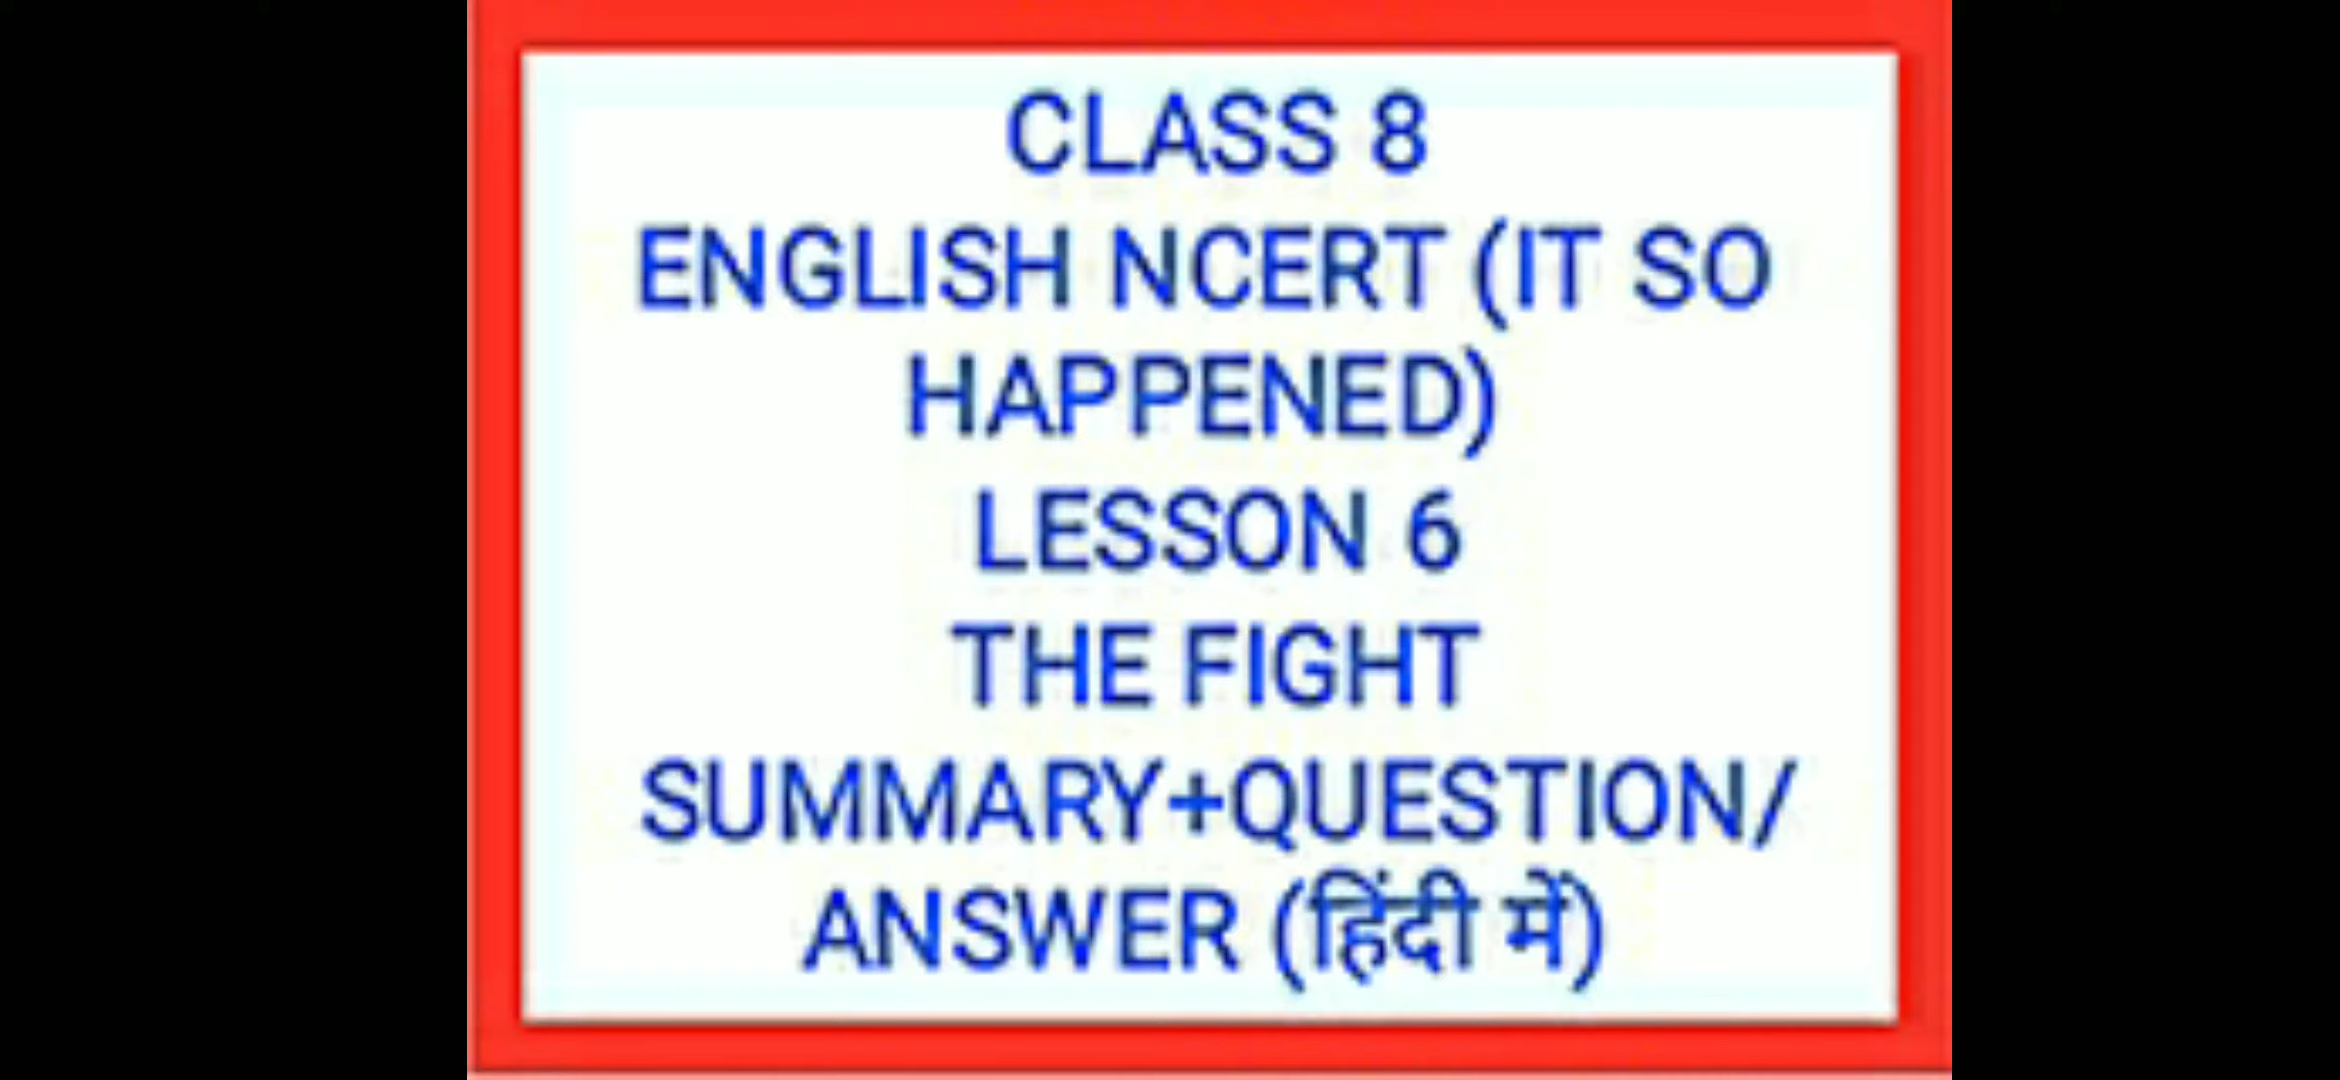 CLASS 8
ENGLISH NCERT (IT SO
HAPPENED)
LESSON 6
THE FIGHT
SUMMARY+QUESTION/
ANSWER (हिंदी में)